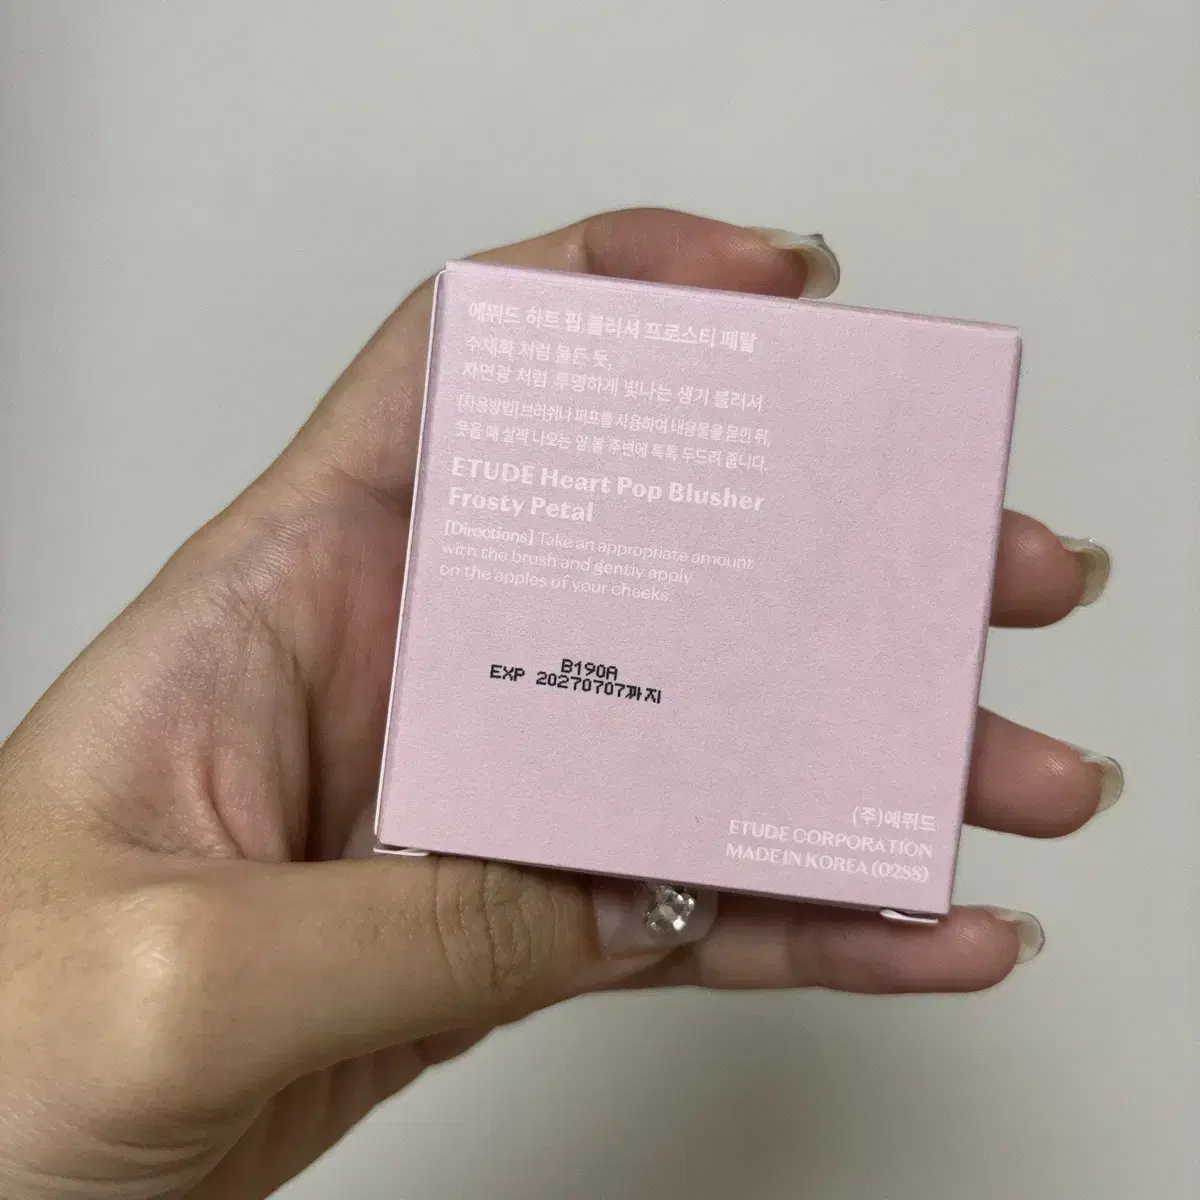 에뛰드 하트 팝 블러셔 프로스티 페탈
수채화 처럼 물든 듯,
자연광 처럼 투명하게 빛나는 생기 블러셔
[사용방법] 브러쉬나 퍼프를 사용하여 내용물을 묻힌 뒤,
웃을 때 살짝 나오는 앞 볼 주변에 톡톡 두드려 줍니다.
ETUDE Heart Pop Blusher
Frosty Petal
[Directions] Take an appropriate amount
with the brush and gently apply
on the apples of your cheeks.
B190A
EXP 20270707까지
(주)에뛰드
ETUDE CORPORATION
MADE IN KOREA (0288)